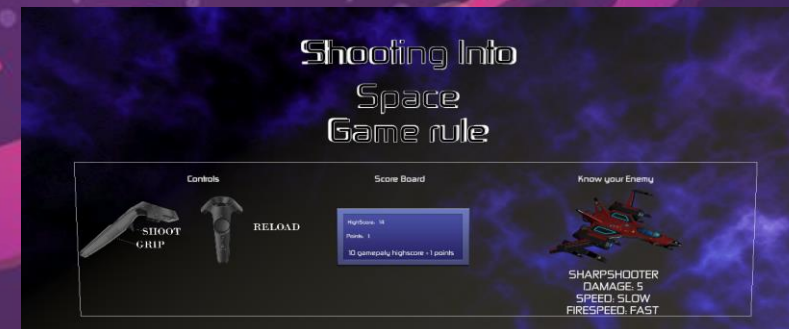 Shooting Into
Space
Game rule
Controls
SHOOT
GRIP
RELOAD
Score Board
HighScore: 16
Points: 1
10 gamepaly highscore - 1 points
Know your Enemy
SHARPSHOOTER
DAMAGE: 5
SPEED: SLOW
FIRESPEED: FAST